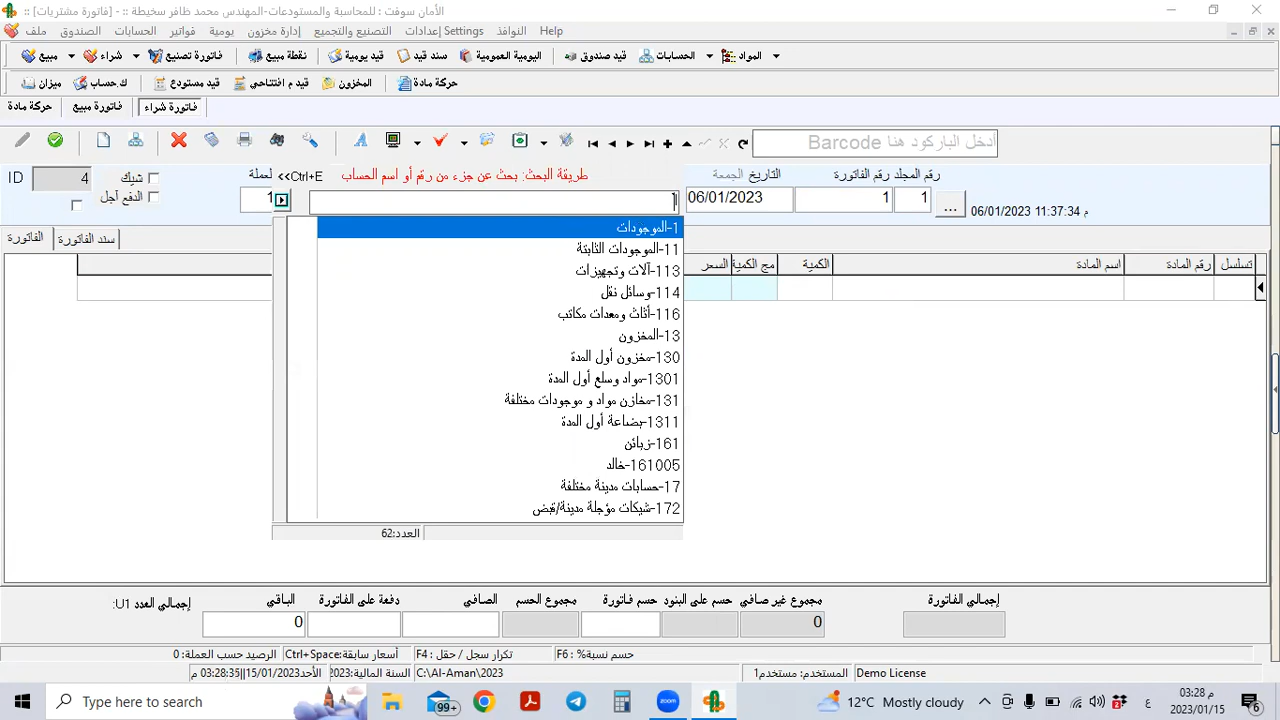 الأمان سوفت : للمحاسبة والمستودعات-المهندس محمد ظافر سخيطة :: - [فاتورة مشتريات] ::
ملف الصندوق الحسابات فواتير يومية إدارة مخزون التصنيع والتجميع Settings إعدادات النوافذ Help
مبيع شراء فاتورة تصنيع نقطة مبيع قيد يومية سند قيد اليومية العمومية قيد صندوق الحسابات المواد
ميزان ك.حساب قيد مستودع قيد م افتتاحي المخزون حركة مادة
حركة مادة فاتورة مبيع فاتورة شراء
ادخل الباركود هنا Barcode
رقم المجلد رقم الفاتورة التاريخ الجمعة
طريقة البحث: بحث عن جزء من رقم أو اسم الحساب <<Ctrl+E
لعملة شيك ID 4
الدفع آجل
06/01/2023 11:37:34 م ... 1 1 06/01/2023 1
الفاتورة سند الفاتورة
تسلسل رقم المادة اسم المادة الكمية مج الكمية السعر
1-الموجودات
11-الموجودات الثابتة
113-آلات وتجهيزات
114-وسائل نقل
116-أثاث ومعدات مكاتب
13-المخزون
130-مخزون أول المدة
1301-مواد وسلع أول المدة
131-مخازن مواد و موجودات مختلفة
1311-بضاعة أول المدة
161-زبائن
161005-خالد
17-حسابات مدينة مختلفة
172-شيكات مؤجلة مدينة/قبض
العدد:62
إجمالي الفاتورة مجموع غير صافي حسم على البنود حسم فاتورة مجموع الحسم الصافي دفعة على الفاتورة الباقي إجمالي العدد U1:
0 0
الرصيد حسب العملة: 0 أسعار سابقة:Ctrl+Space تكرار سجل / حقل : F4 حسم نسبة% : F6
الأحد15/01/2023||03:28:35 م السنة المالية:2023 C:\Al-Aman\2023 المستخدم: مستخدم1 Demo License
Type here to search 99+ 12°C Mostly cloudy ع 03:28 م
2023/01/15 6